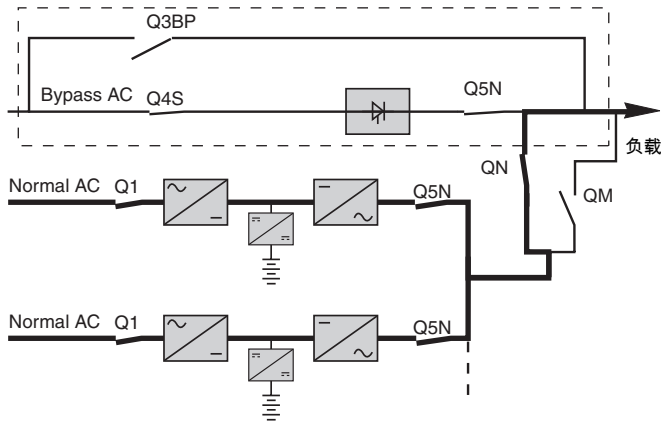 Q3BP
Bypass AC Q4S Q5N
负载
QN
QM
Normal AC Q1 Q5N
Normal AC Q1 Q5N